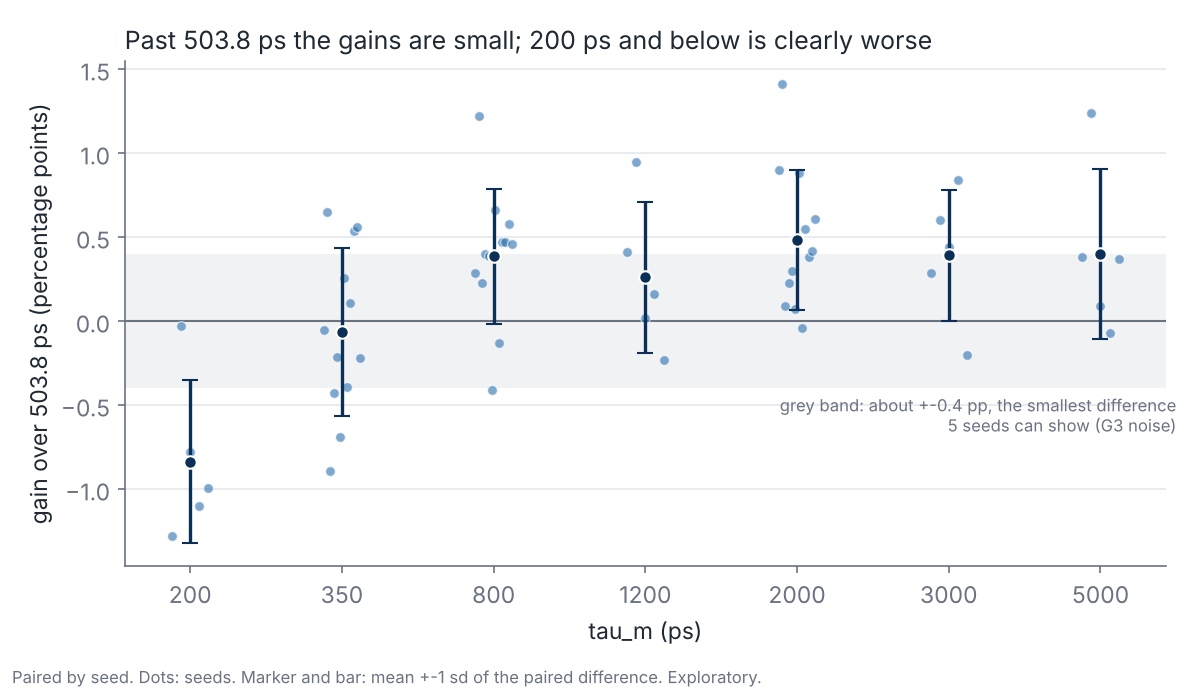 Past 503.8 ps the gains are small; 200 ps and below is clearly worse
gain over 503.8 ps (percentage points)
1.5
1.0
0.5
0.0
−0.5
−1.0
grey band: about +-0.4 pp, the smallest difference
5 seeds can show (G3 noise)
200 350 800 1200 2000 3000 5000
tau_m (ps)
Paired by seed. Dots: seeds. Marker and bar: mean +-1 sd of the paired difference. Exploratory.